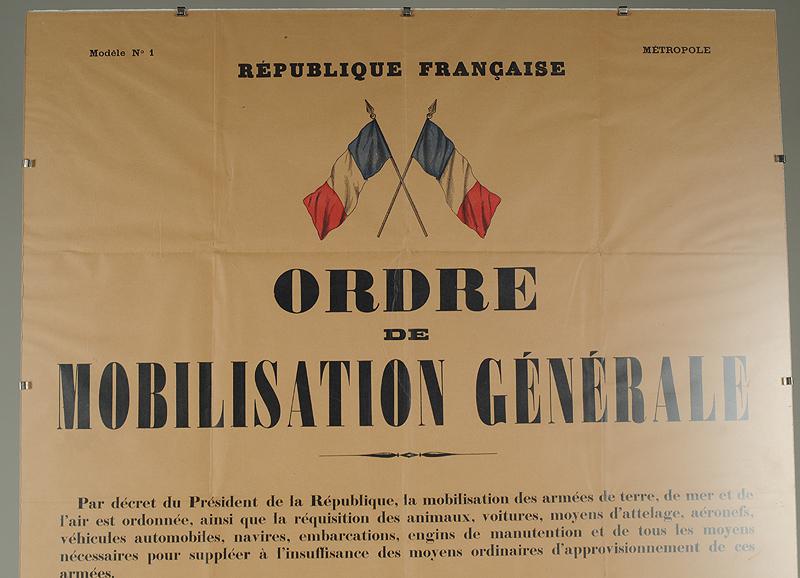 Modèle Nº 1
MÉTROPOLE
RÉPUBLIQUE FRANÇAISE
ORDRE
DE
MOBILISATION GÉNÉRALE
Par décret du Président de la République, la mobilisation des armées de terre, de mer et de
l'air est ordonnée, ainsi que la réquisition des animaux, voitures, moyens d'attelage, aéronefs,
véhicules automobiles, navires, embarcations, engins de manutention et de tous les moyens
nécessaires pour suppléer à l'insuffisance des moyens ordinaires d'approvisionnement de ces
armées.